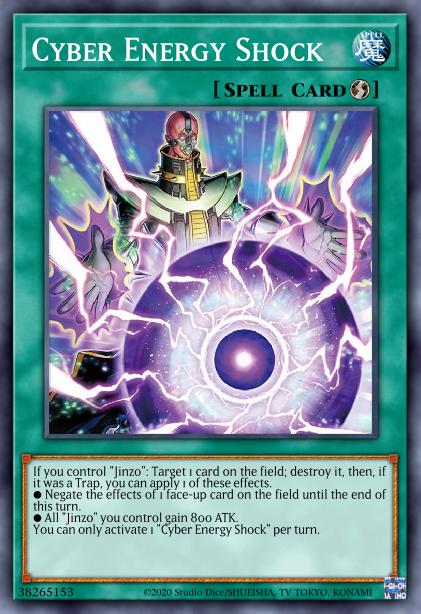 CYBER ENERGY SHOCK
SPELL
魔
[SPELL CARD]
If you control "Jinzo": Target 1 card on the field; destroy it, then, if
it was a Trap, you can apply 1 of these effects.
● Negate the effects of 1 face-up card on the field until the end of
this turn.
● All "Jinzo" you control gain 800 ATK.
You can only activate 1 "Cyber Energy Shock" per turn.
38265153
©2020 Studio Dice/SHUEISHA, TV TOKYO, KONAMI